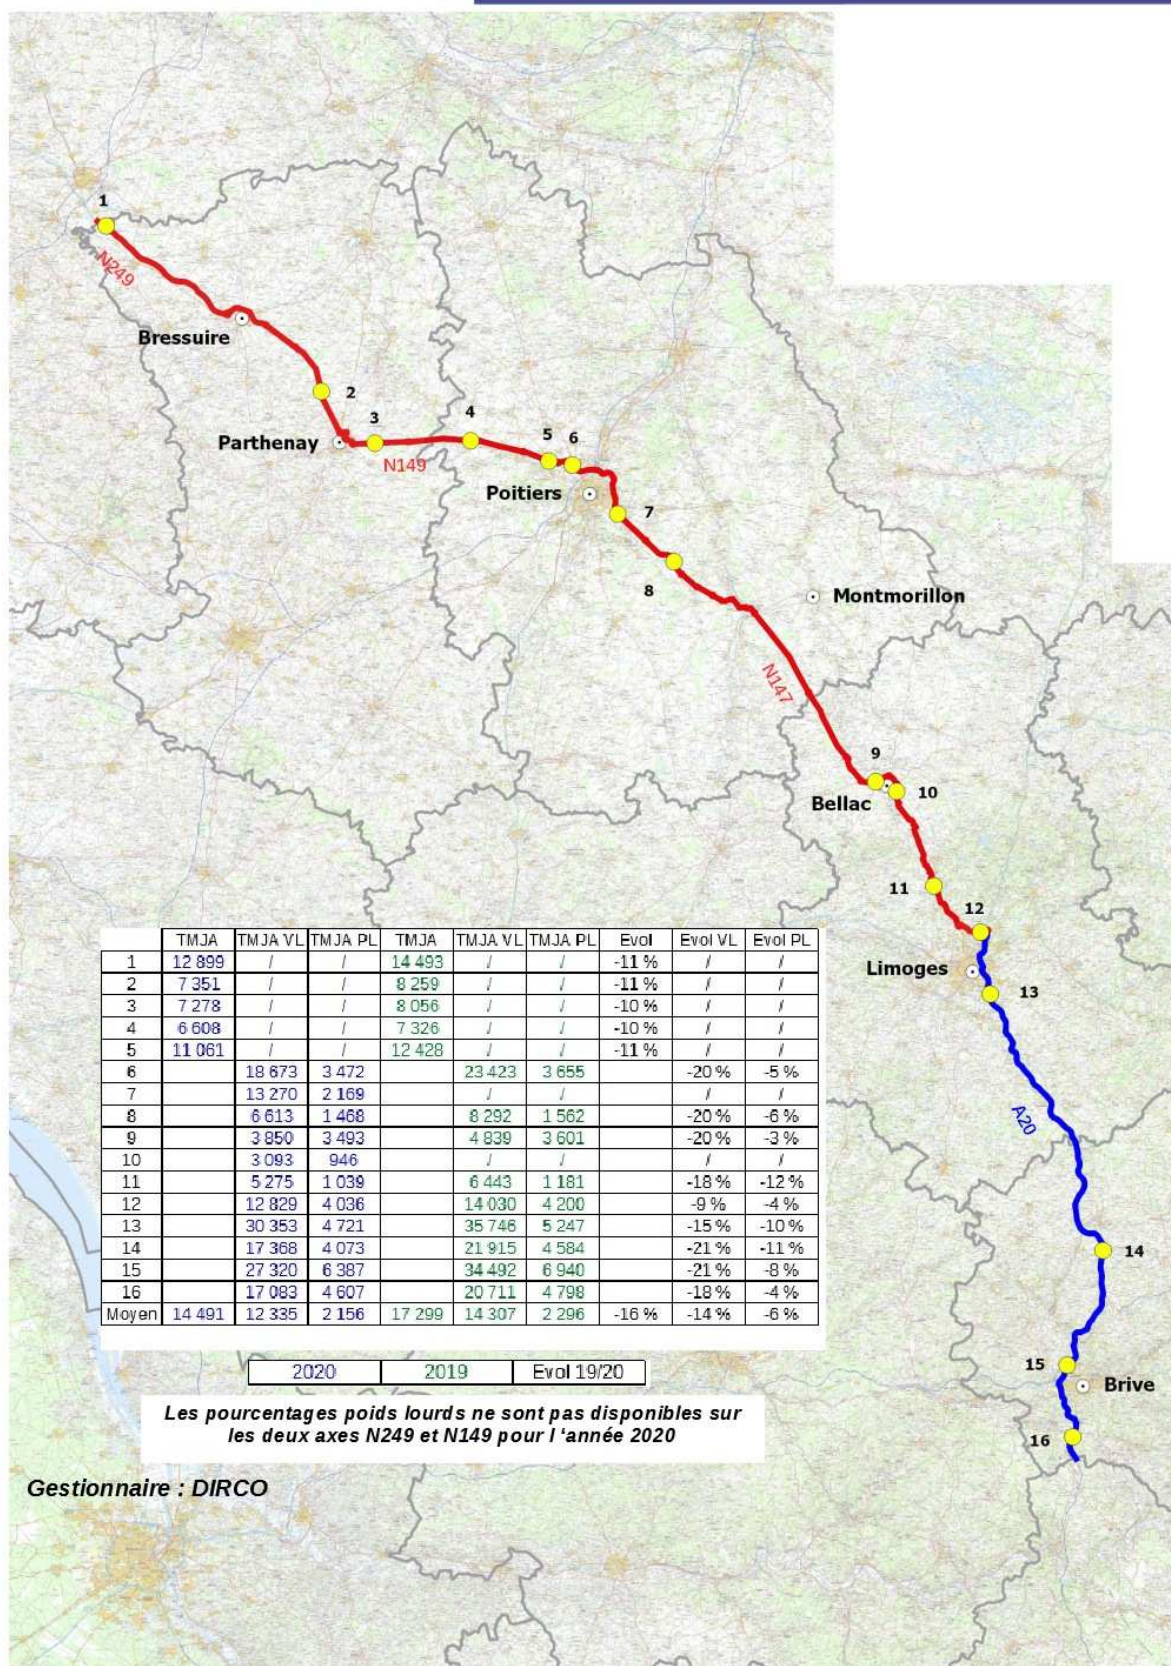 1
N249
Bressuire
2
Parthenay
3
N149
4
5
6
Poitiers
7
8
Montmorillon
N147
9
Bellac
10
11
12
Limoges
13
A20
14
15
Brive
16
TMJA TMJA VL TMJA PL TMJA TMJA VL TMJA PL Evol Evol VL Evol PL
1 12 899 / / 14 493 / / -11 % / /
2 7 351 / / 8 259 / / -11 % / /
3 7 278 / / 8 056 / / -10 % / /
4 6 608 / / 7 326 / / -10 % / /
5 11 061 / / 12 428 / / -11 % / /
6 18 673 3 472 23 423 3 655 -20 % -5 %
7 13 270 2 169 / / / /
8 6 613 1 468 8 292 1 562 -20 % -6 %
9 3 850 3 493 4 839 3 601 -20 % -3 %
10 3 093 946 / / / /
11 5 275 1 039 6 443 1 181 -18 % -12 %
12 12 829 4 036 14 030 4 200 -9 % -4 %
13 30 353 4 721 35 746 5 247 -15 % -10 %
14 17 368 4 073 21 915 4 584 -21 % -11 %
15 27 320 6 387 34 492 6 940 -21 % -8 %
16 17 083 4 607 20 711 4 798 -18 % -4 %
Moyen 14 491 12 335 2 156 17 299 14 307 2 296 -16 % -14 % -6 %
2020 2019 Evol 19/20
Les pourcentages poids lourds ne sont pas disponibles sur
les deux axes N249 et N149 pour l 'année 2020
Gestionnaire : DIRCO